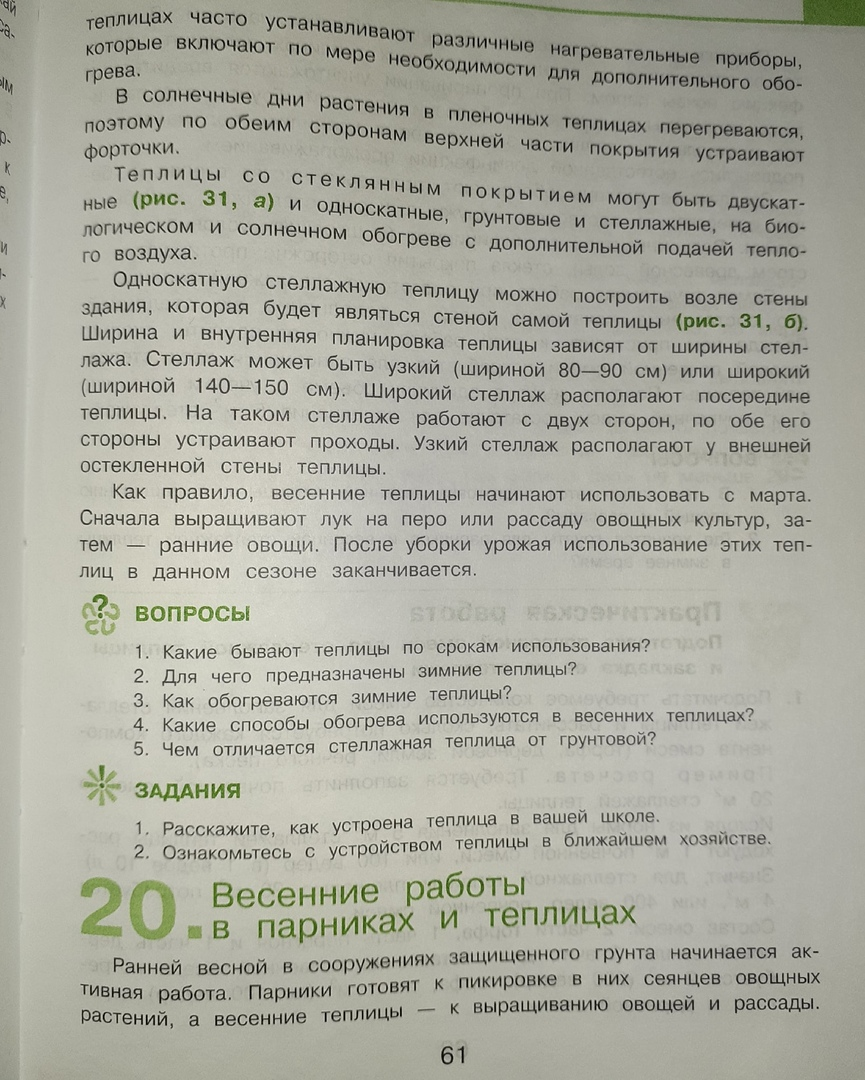 теплицах часто устанавливают различные нагревательные приборы,
которые включают по мере необходимости для дополнительного обо-
грева.
В солнечные дни растения в пленочных теплицах перегреваются,
поэтому по обеим сторонам верхней части покрытия устраивают
форточки.
Теплицы со стеклянным покрытием могут быть двускат-
ные (рис. 31, а) и односкатные, грунтовые и стеллажные, на био-
логическом и солнечном обогреве с дополнительной подачей тепло-
го воздуха.
Односкатную стеллажную теплицу можно построить возле стены
здания, которая будет являться стеной самой теплицы (рис. 31, б).
Ширина и внутренняя планировка теплицы зависят от ширины стел-
лажа. Стеллаж может быть узкий (шириной 80—90 см) или широкий
(шириной 140—150 см). Широкий стеллаж располагают посередине
теплицы. На таком стеллаже работают с двух сторон, по обе его
стороны устраивают проходы. Узкий стеллаж располагают у внешней
остекленной стены теплицы.
Как правило, весенние теплицы начинают использовать с марта.
Сначала выращивают лук на перо или рассаду овощных культур, за-
тем — ранние овощи. После уборки урожая использование этих теп-
лиц в данном сезоне заканчивается.
ВОПРОСЫ
1. Какие бывают теплицы по срокам использования?
2. Для чего предназначены зимние теплицы?
3. Как обогреваются зимние теплицы?
4. Какие способы обогрева используются в весенних теплицах?
5. Чем отличается стеллажная теплица от грунтовой?
ЗАДАНИЯ
1. Расскажите, как устроена теплица в вашей школе.
2. Ознакомьтесь с устройством теплицы в ближайшем хозяйстве.
20. Весенние работы
в парниках и теплицах
Ранней весной в сооружениях защищенного грунта начинается ак-
тивная работа. Парники готовят к пикировке в них сеянцев овощных
растений, а весенние теплицы — к выращиванию овощей и рассады.
61